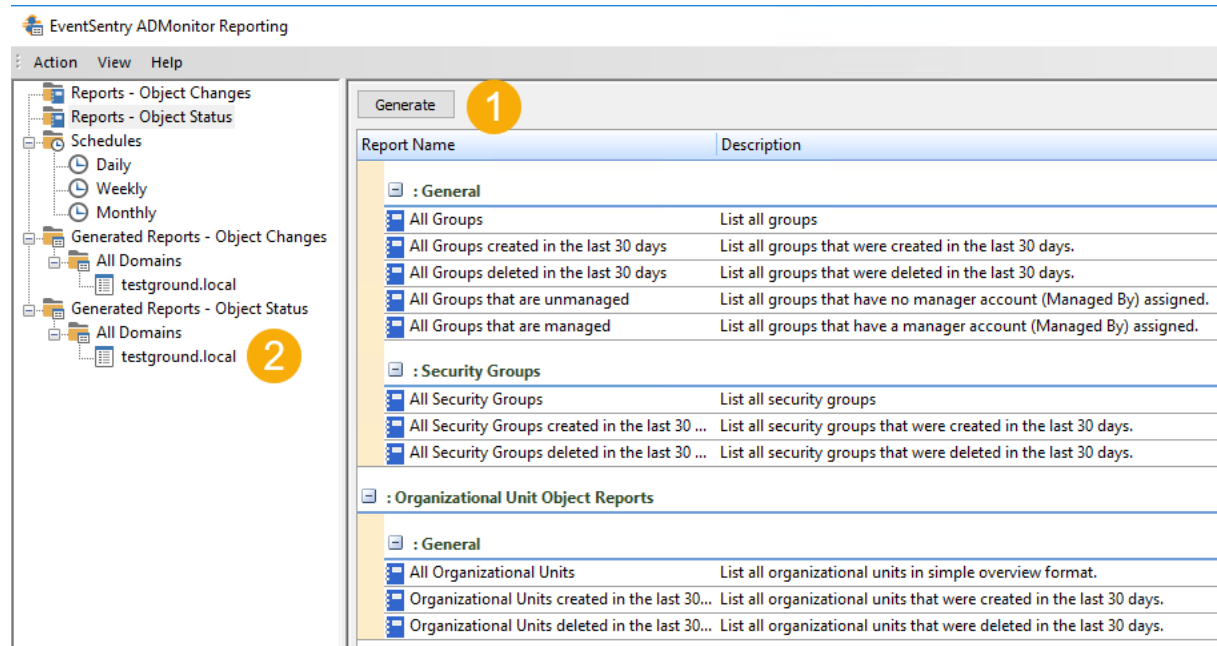 EventSentry ADMonitor Reporting
Action View Help
Reports - Object Changes
Reports - Object Status
Schedules
Daily
Weekly
Monthly
Generated Reports - Object Changes
All Domains
testground.local
Generated Reports - Object Status
All Domains
testground.local
2
Generate
1
Report Name Description
: General
All Groups List all groups
All Groups created in the last 30 days List all groups that were created in the last 30 days.
All Groups deleted in the last 30 days List all groups that were deleted in the last 30 days.
All Groups that are unmanaged List all groups that have no manager account (Managed By) assigned.
All Groups that are managed List all groups that have a manager account (Managed By) assigned.
: Security Groups
All Security Groups List all security groups
All Security Groups created in the last 30 ... List all security groups that were created in the last 30 days.
All Security Groups deleted in the last 30 ... List all security groups that were deleted in the last 30 days.
: Organizational Unit Object Reports
: General
All Organizational Units List all organizational units in simple overview format.
Organizational Units created in the last 30... List all organizational units that were created in the last 30 days.
Organizational Units deleted in the last 30... List all organizational units that were deleted in the last 30 days.